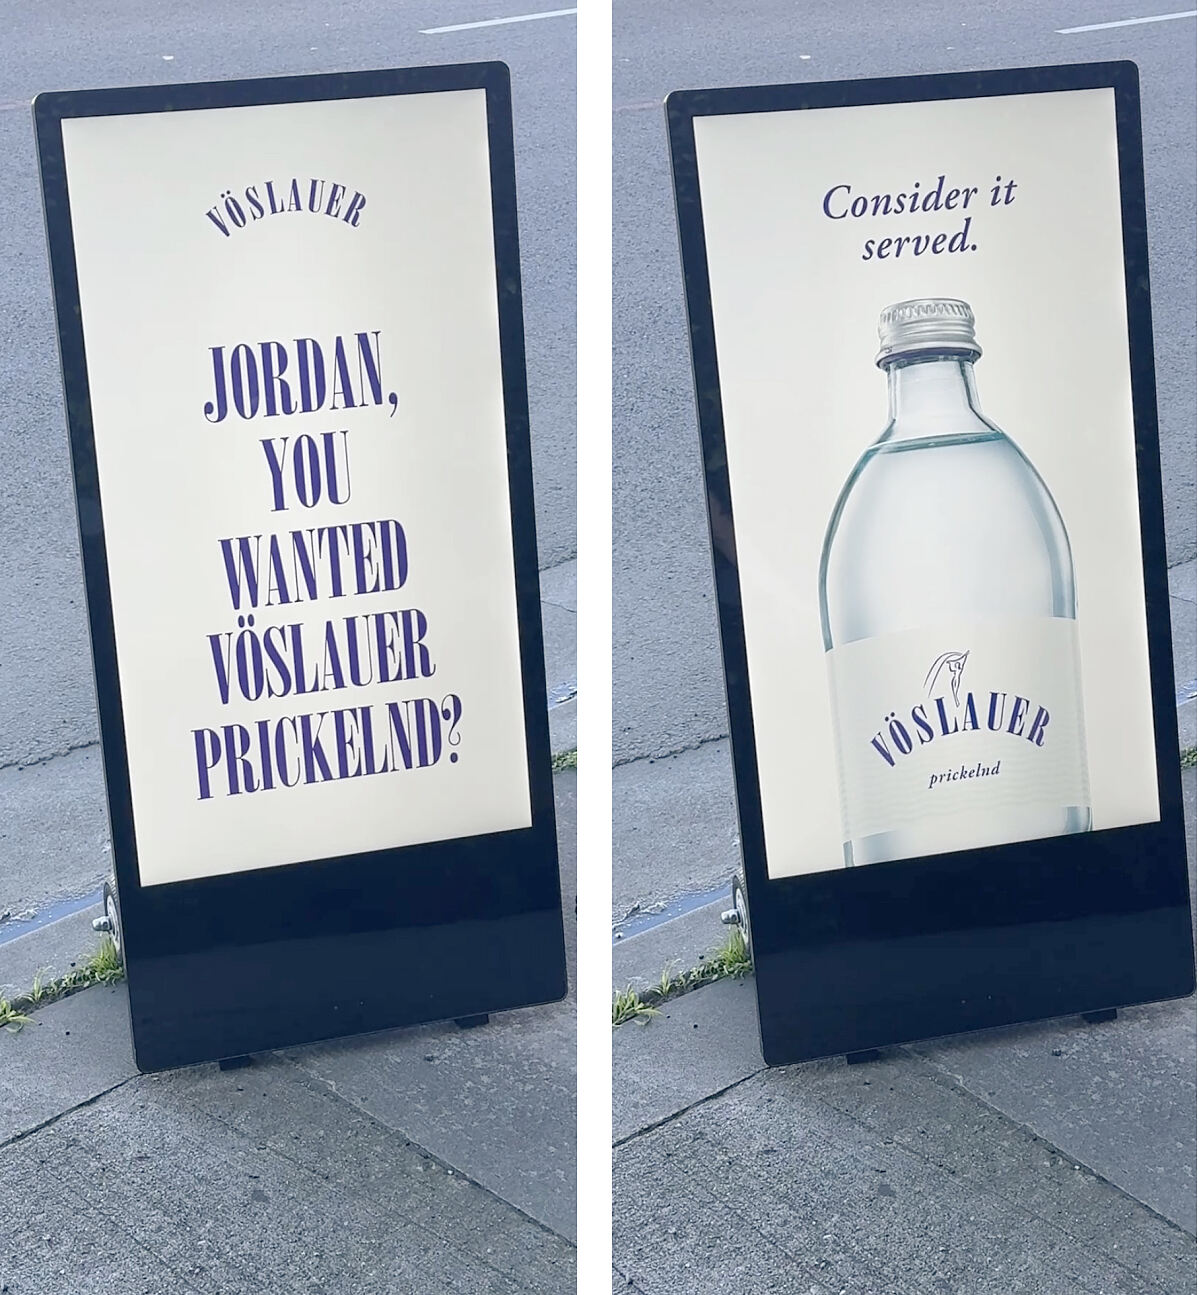 VÖSLAUER
JORDAN,
YOU
WANTED
VÖSLAUER
PRICKELND?
Consider it
served.
VÖSLAUER
prickelnd